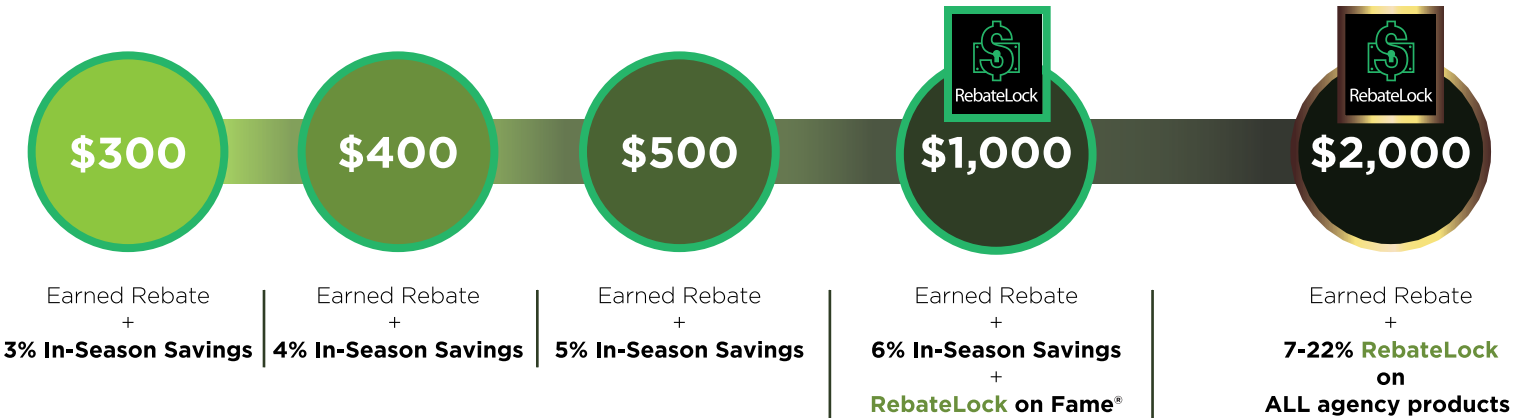 RebateLock
RebateLock
$300
$400
$500
$1,000
$2,000
Earned Rebate
+
3% In-Season Savings
Earned Rebate
+
4% In-Season Savings
Earned Rebate
+
5% In-Season Savings
Earned Rebate
+
6% In-Season Savings
+
RebateLock on Fame®
Earned Rebate
+
7-22% RebateLock
on
ALL agency products